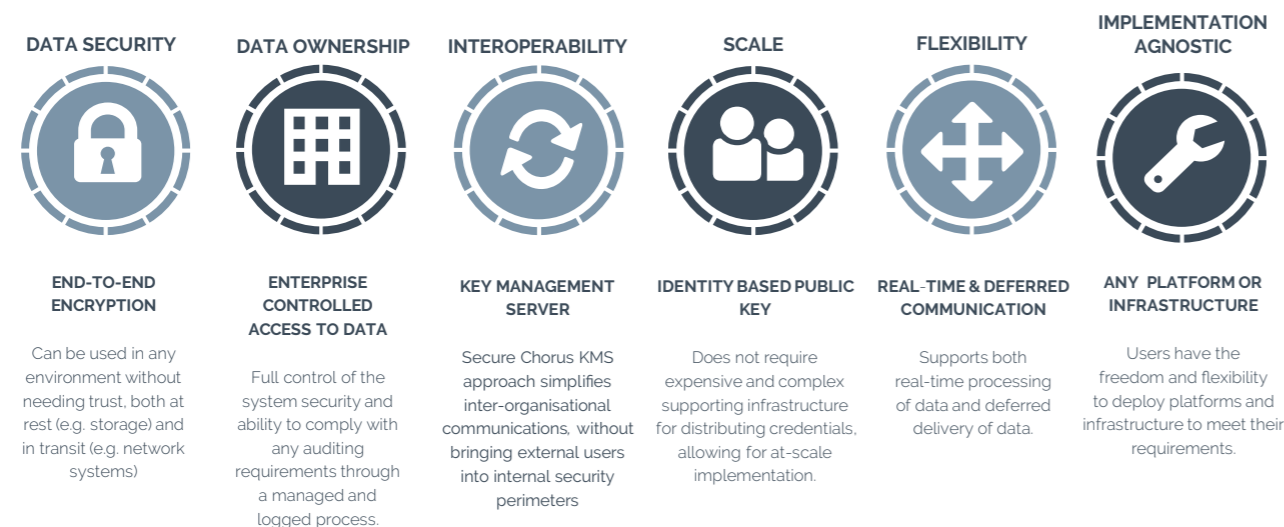 DATA SECURITY
END-TO-END
ENCRYPTION
Can be used in any
environment without
needing trust, both at
rest (e.g. storage) and
in transit (e.g. network
systems)
DATA OWNERSHIP
ENTERPRISE
CONTROLLED
ACCESS TO DATA
Full control of the
system security and
ability to comply with
any auditing
requirements through
a managed and
logged process.
INTEROPERABILITY
KEY MANAGEMENT
SERVER
Secure Chorus KMS
approach simplifies
inter-organisational
communications, without
bringing external users
into internal security
perimeters
SCALE
IDENTITY BASED PUBLIC
KEY
Does not require
expensive and complex
supporting infrastructure
for distributing credentials,
allowing for at-scale
implementation.
FLEXIBILITY
REAL-TIME & DEFERRED
COMMUNICATION
Supports both
real-time processing
of data and deferred
delivery of data.
IMPLEMENTATION
AGNOSTIC
ANY PLATFORM OR
INFRASTRUCTURE
Users have the
freedom and flexibility
to deploy platforms and
infrastructure to meet their
requirements.